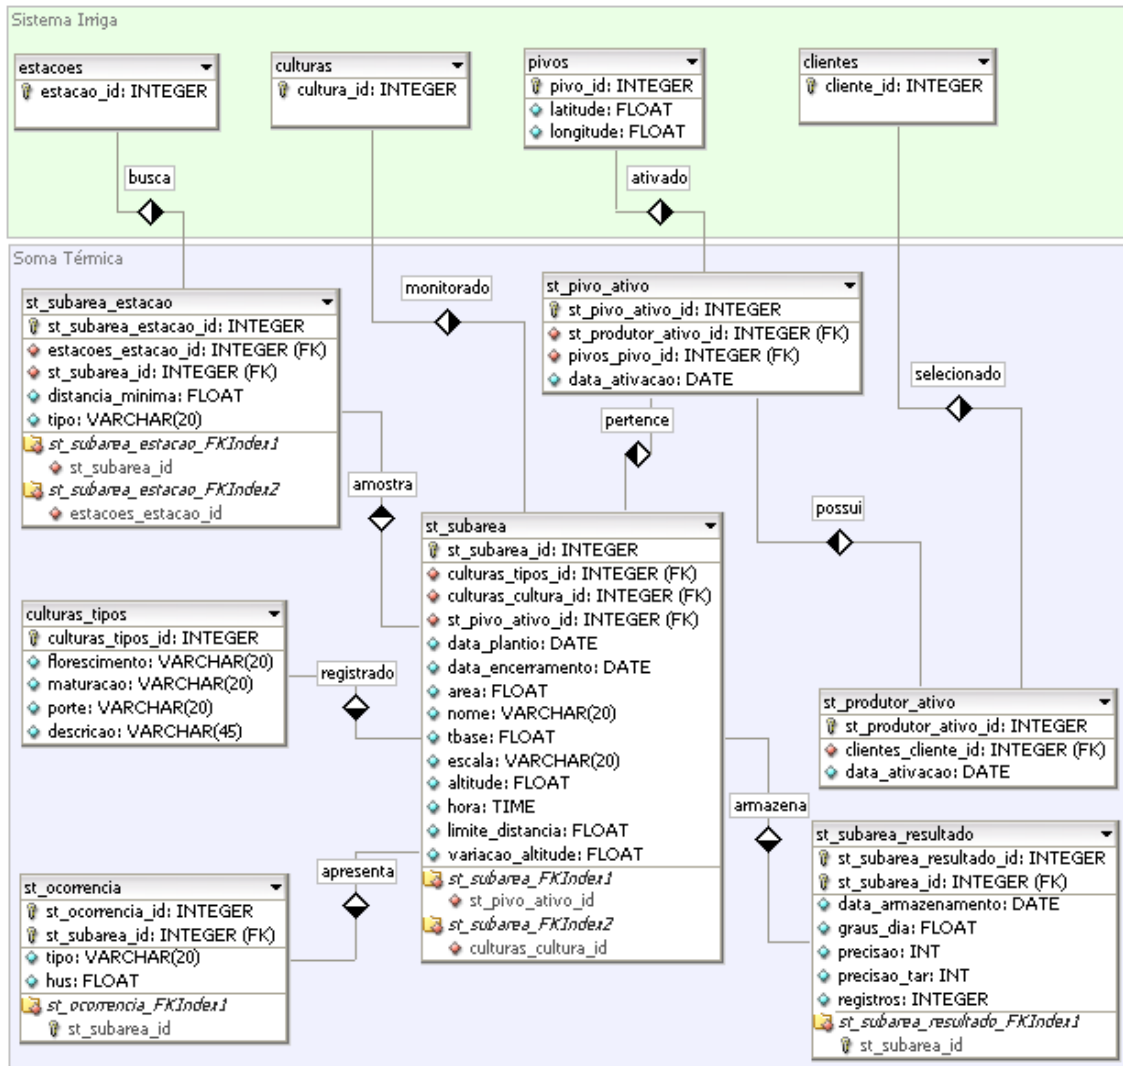 Sistema Irriga
estacoes
estacao_id: INTEGER
culturas
cultura_id: INTEGER
pivos
pivo_id: INTEGER
latitude: FLOAT
longitude: FLOAT
clientes
cliente_id: INTEGER
busca
ativado
Soma Térmica
st_subarea_estacao
st_subarea_estacao_id: INTEGER
estacoes_estacao_id: INTEGER (FK)
st_subarea_id: INTEGER (FK)
distancia_minima: FLOAT
tipo: VARCHAR(20)
st_subarea_estacao_FKIndex1
st_subarea_id
st_subarea_estacao_FKIndex2
estacoes_estacao_id
monitorado
st_pivo_ativo
st_pivo_ativo_id: INTEGER
st_produtor_ativo_id: INTEGER (FK)
pivos_pivo_id: INTEGER (FK)
data_ativacao: DATE
selecionado
pertence
amostra
possui
st_subarea
st_subarea_id: INTEGER
culturas_tipos_id: INTEGER (FK)
culturas_cultura_id: INTEGER (FK)
st_pivo_ativo_id: INTEGER (FK)
data_plantio: DATE
data_encerramento: DATE
area: FLOAT
nome: VARCHAR(20)
tbase: FLOAT
escala: VARCHAR(20)
altitude: FLOAT
hora: TIME
limite_distancia: FLOAT
variacao_altitude: FLOAT
st_subarea_FKIndex1
st_pivo_ativo_id
st_subarea_FKIndex2
culturas_cultura_id
culturas_tipos
culturas_tipos_id: INTEGER
florescimento: VARCHAR(20)
maturacao: VARCHAR(20)
porte: VARCHAR(20)
descricao: VARCHAR(45)
registrado
st_produtor_ativo
st_produtor_ativo_id: INTEGER
clientes_cliente_id: INTEGER (FK)
data_ativacao: DATE
armazena
st_subarea_resultado
st_subarea_resultado_id: INTEGER
st_subarea_id: INTEGER (FK)
data_armazenamento: DATE
graus_dia: FLOAT
precisao: INT
precisao_tar: INT
registros: INTEGER
st_subarea_resultado_FKIndex1
st_subarea_id
apresenta
st_ocorrencia
st_ocorrencia_id: INTEGER
st_subarea_id: INTEGER (FK)
tipo: VARCHAR(20)
hus: FLOAT
st_ocorrencia_FKIndex1
st_subarea_id